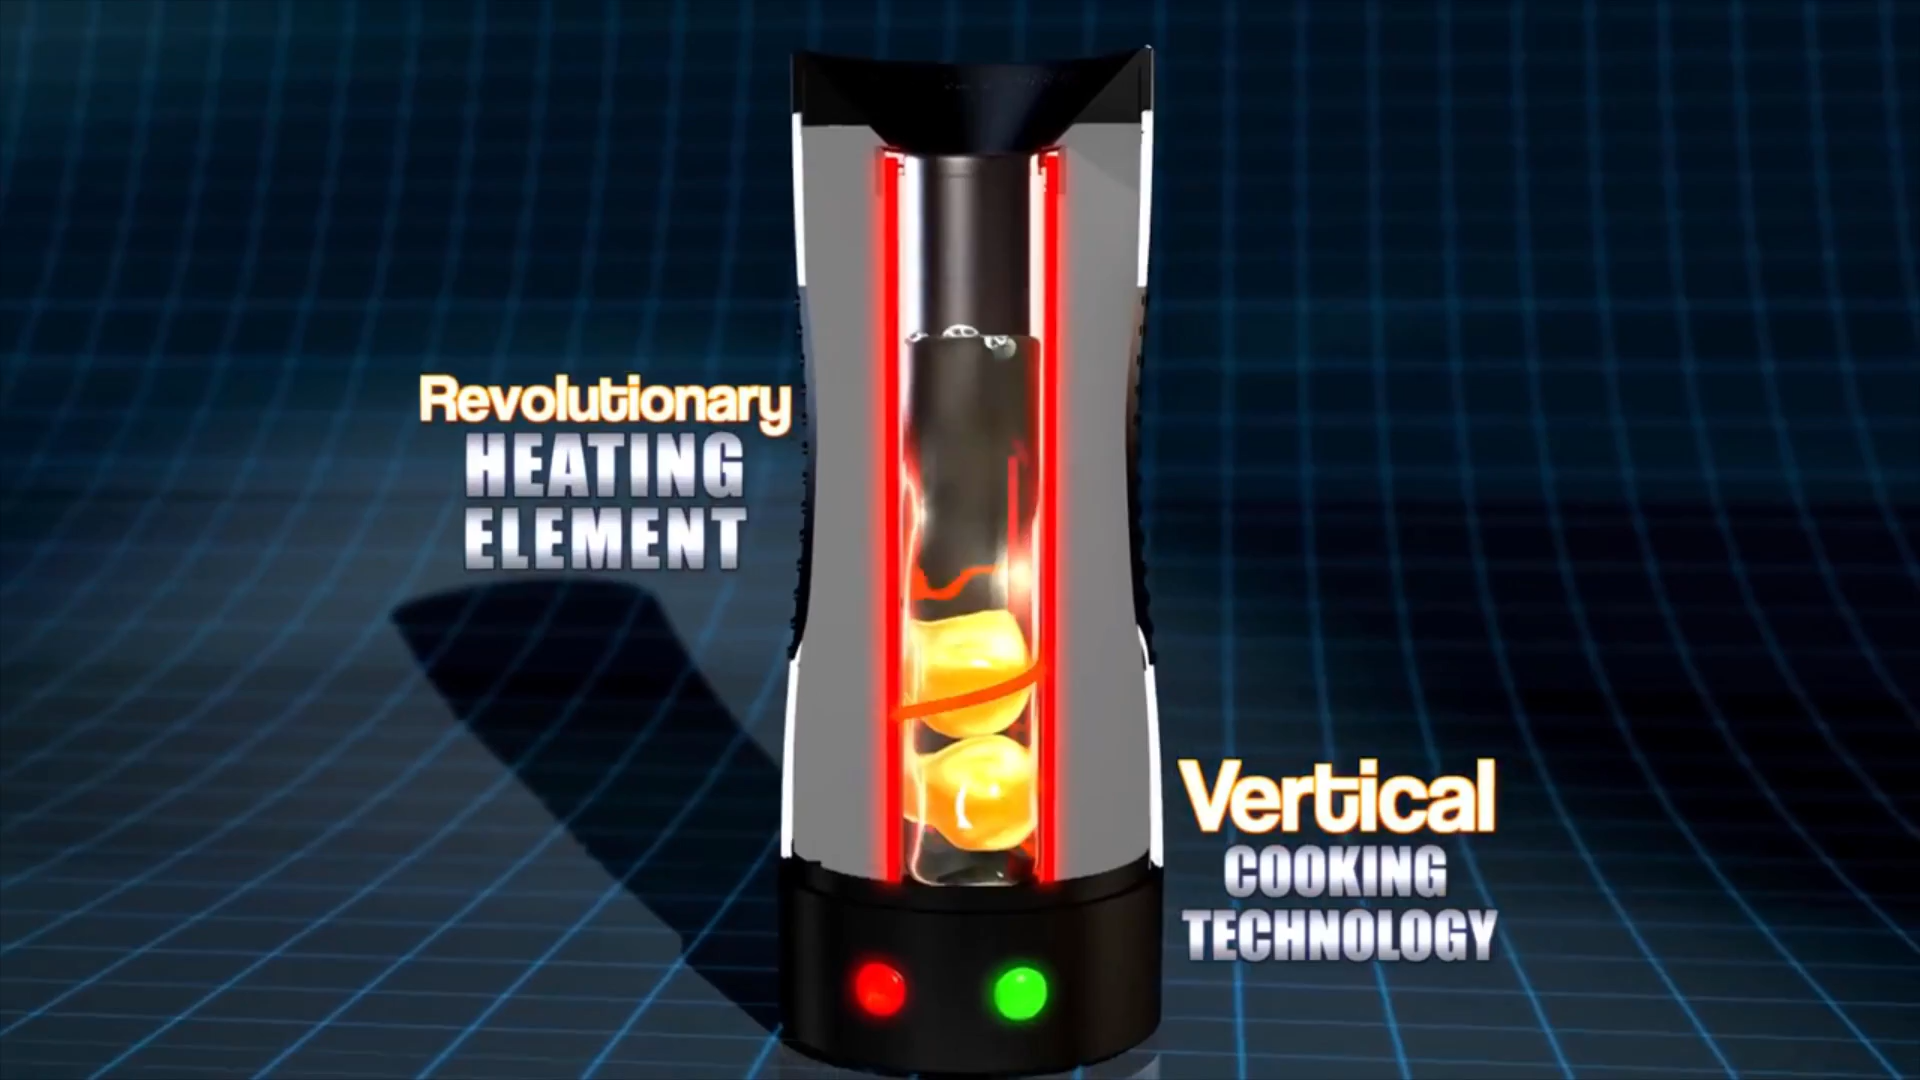 Revolutionary
HEATING
ELEMENT
Vertical
COOKING
TECHNOLOGY